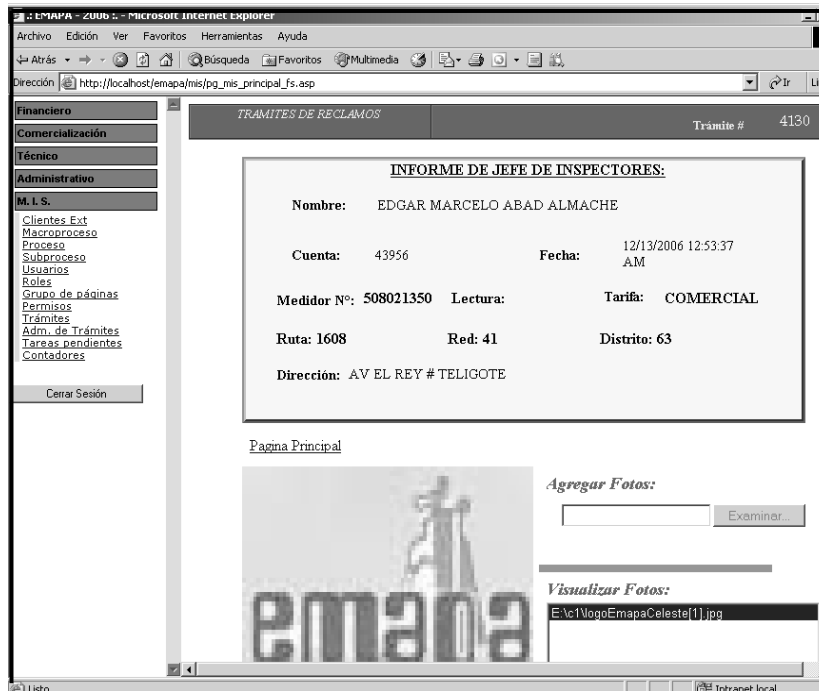 .: EMAPA - 2006 :. - Microsoft Internet Explorer
Archivo Edición Ver Favoritos Herramientas Ayuda
Atrás Búsqueda Favoritos Multimedia
Dirección http://localhost/emapa/mis/pg_mis_principal_fs.asp Ir
Financiero
Comercialización
Técnico
Administrativo
M. I. S.
Clientes Ext
Macroproceso
Proceso
Subproceso
Usuarios
Roles
Grupo de páginas
Permisos
Trámites
Adm. de Trámites
Tareas pendientes
Contadores
Cerrar Sesión
TRAMITES DE RECLAMOS
Trámite # 4130
INFORME DE JEFE DE INSPECTORES:
Nombre: EDGAR MARCELO ABAD ALMACHE
Cuenta: 43956 Fecha: 12/13/2006 12:53:37
AM
Medidor N°: 508021350 Lectura: Tarifa: COMERCIAL
Ruta: 1608 Red: 41 Distrito: 63
Dirección: AV EL REY # TELIGOTE
Pagina Principal
emapa
Agregar Fotos:
Examinar...
Visualizar Fotos:
E:\c1\logoEmapaCeleste[1].jpg
Listo Intranet local